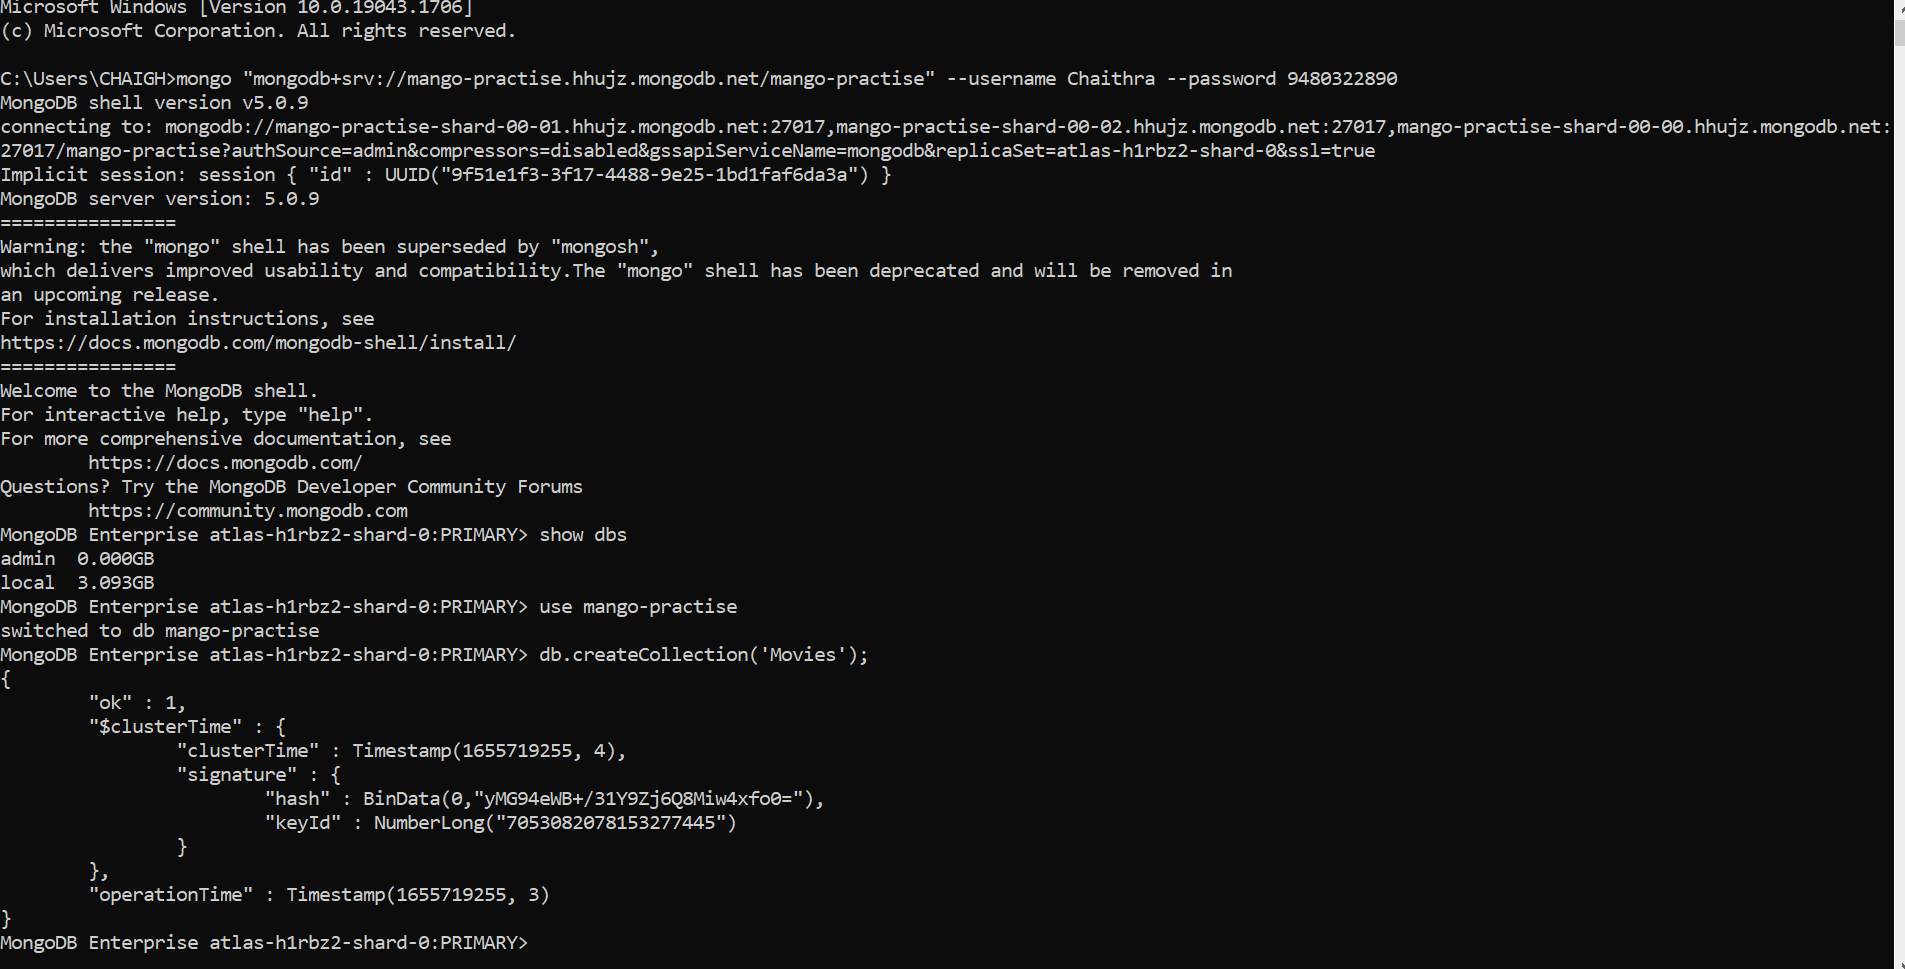 Microsoft Windows [Version 10.0.19043.1706]
(c) Microsoft Corporation. All rights reserved.
C:\Users\CHAIGH>mongo "mongodb+srv://mango-practise.hhujz.mongodb.net/mango-practise" --username Chaithra --password 9480322890
MongoDB shell version v5.0.9
connecting to: mongodb://mango-practise-shard-00-01.hhujz.mongodb.net:27017,mango-practise-shard-00-02.hhujz.mongodb.net:27017,mango-practise-shard-00-00.hhujz.mongodb.net:
27017/mango-practise?authSource=admin&compressors=disabled&gssapiServiceName=mongodb&replicaSet=atlas-h1rbz2-shard-0&ssl=true
Implicit session: session { "id" : UUID("9f51e1f3-3f17-4488-9e25-1bd1faf6da3a") }
MongoDB server version: 5.0.9
================
Warning: the "mongo" shell has been superseded by "mongosh",
which delivers improved usability and compatibility.The "mongo" shell has been deprecated and will be removed in
an upcoming release.
For installation instructions, see
https://docs.mongodb.com/mongodb-shell/install/
================
Welcome to the MongoDB shell.
For interactive help, type "help".
For more comprehensive documentation, see
        https://docs.mongodb.com/
Questions? Try the MongoDB Developer Community Forums
        https://community.mongodb.com
MongoDB Enterprise atlas-h1rbz2-shard-0:PRIMARY> show dbs
admin  0.000GB
local  3.093GB
MongoDB Enterprise atlas-h1rbz2-shard-0:PRIMARY> use mango-practise
switched to db mango-practise
MongoDB Enterprise atlas-h1rbz2-shard-0:PRIMARY> db.createCollection('Movies');
{
        "ok" : 1,
        "$clusterTime" : {
                "clusterTime" : Timestamp(1655719255, 4),
                "signature" : {
                        "hash" : BinData(0,"yMG94eWB+/31Y9Zj6Q8Miw4xfo0="),
                        "keyId" : NumberLong("7053082078153277445")
                }
        },
        "operationTime" : Timestamp(1655719255, 3)
}
MongoDB Enterprise atlas-h1rbz2-shard-0:PRIMARY>